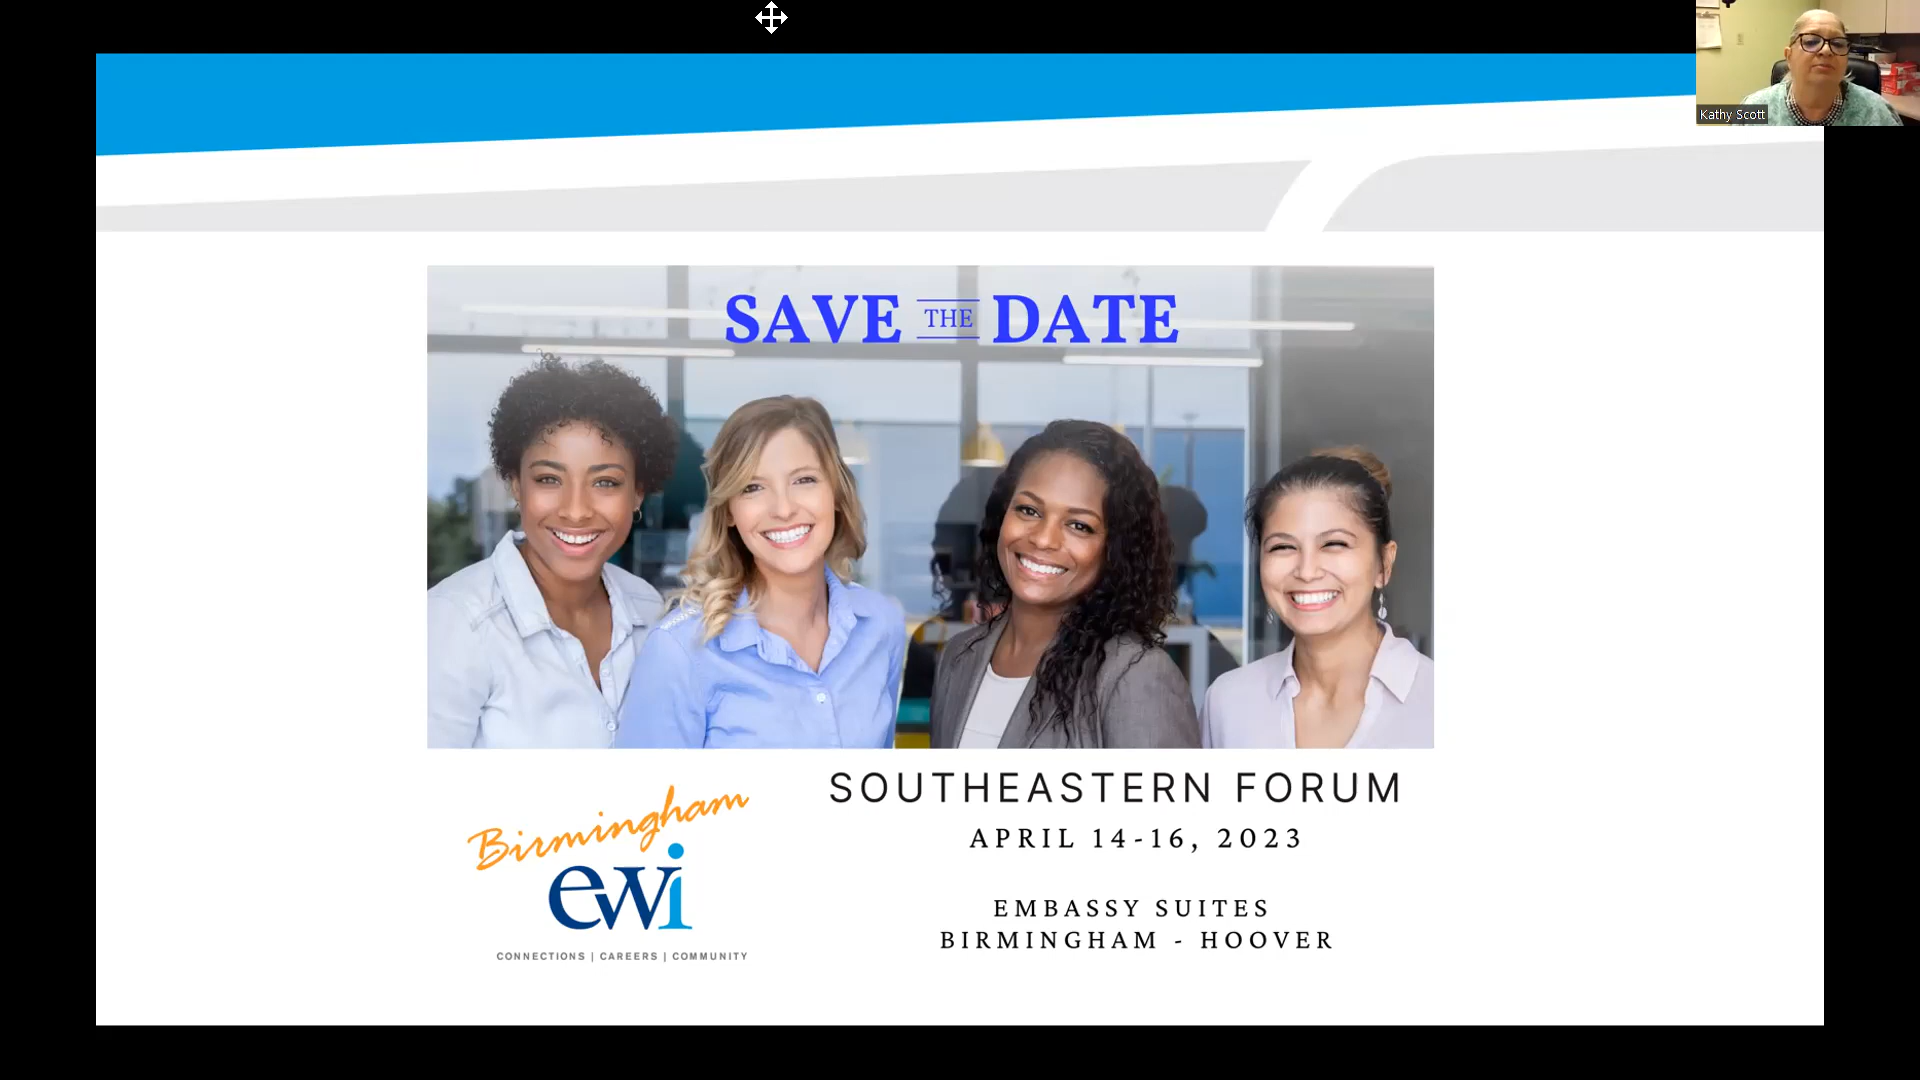 Kathy Scott
SAVE THE DATE
SOUTHEASTERN FORUM
APRIL 14-16, 2023
EMBASSY SUITES
BIRMINGHAM - HOOVER
Birmingham
ewi
CONNECTIONS | CAREERS | COMMUNITY